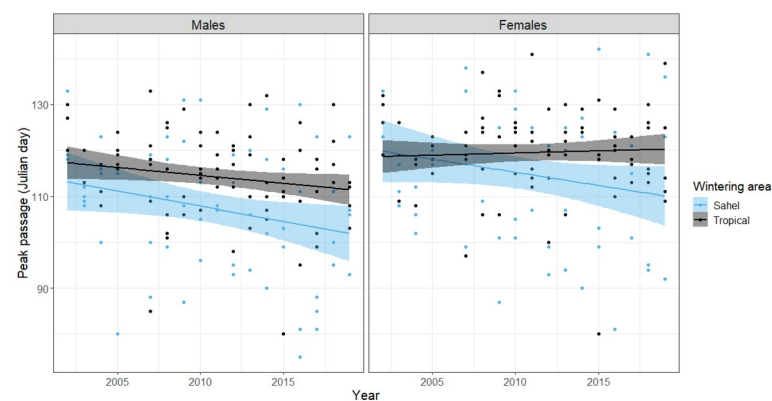 Males
Females
Peak passage (Julian day)
130
110
90
Wintering area
Sahel
Tropical
2005
2010
2015
2005
2010
2015
Year